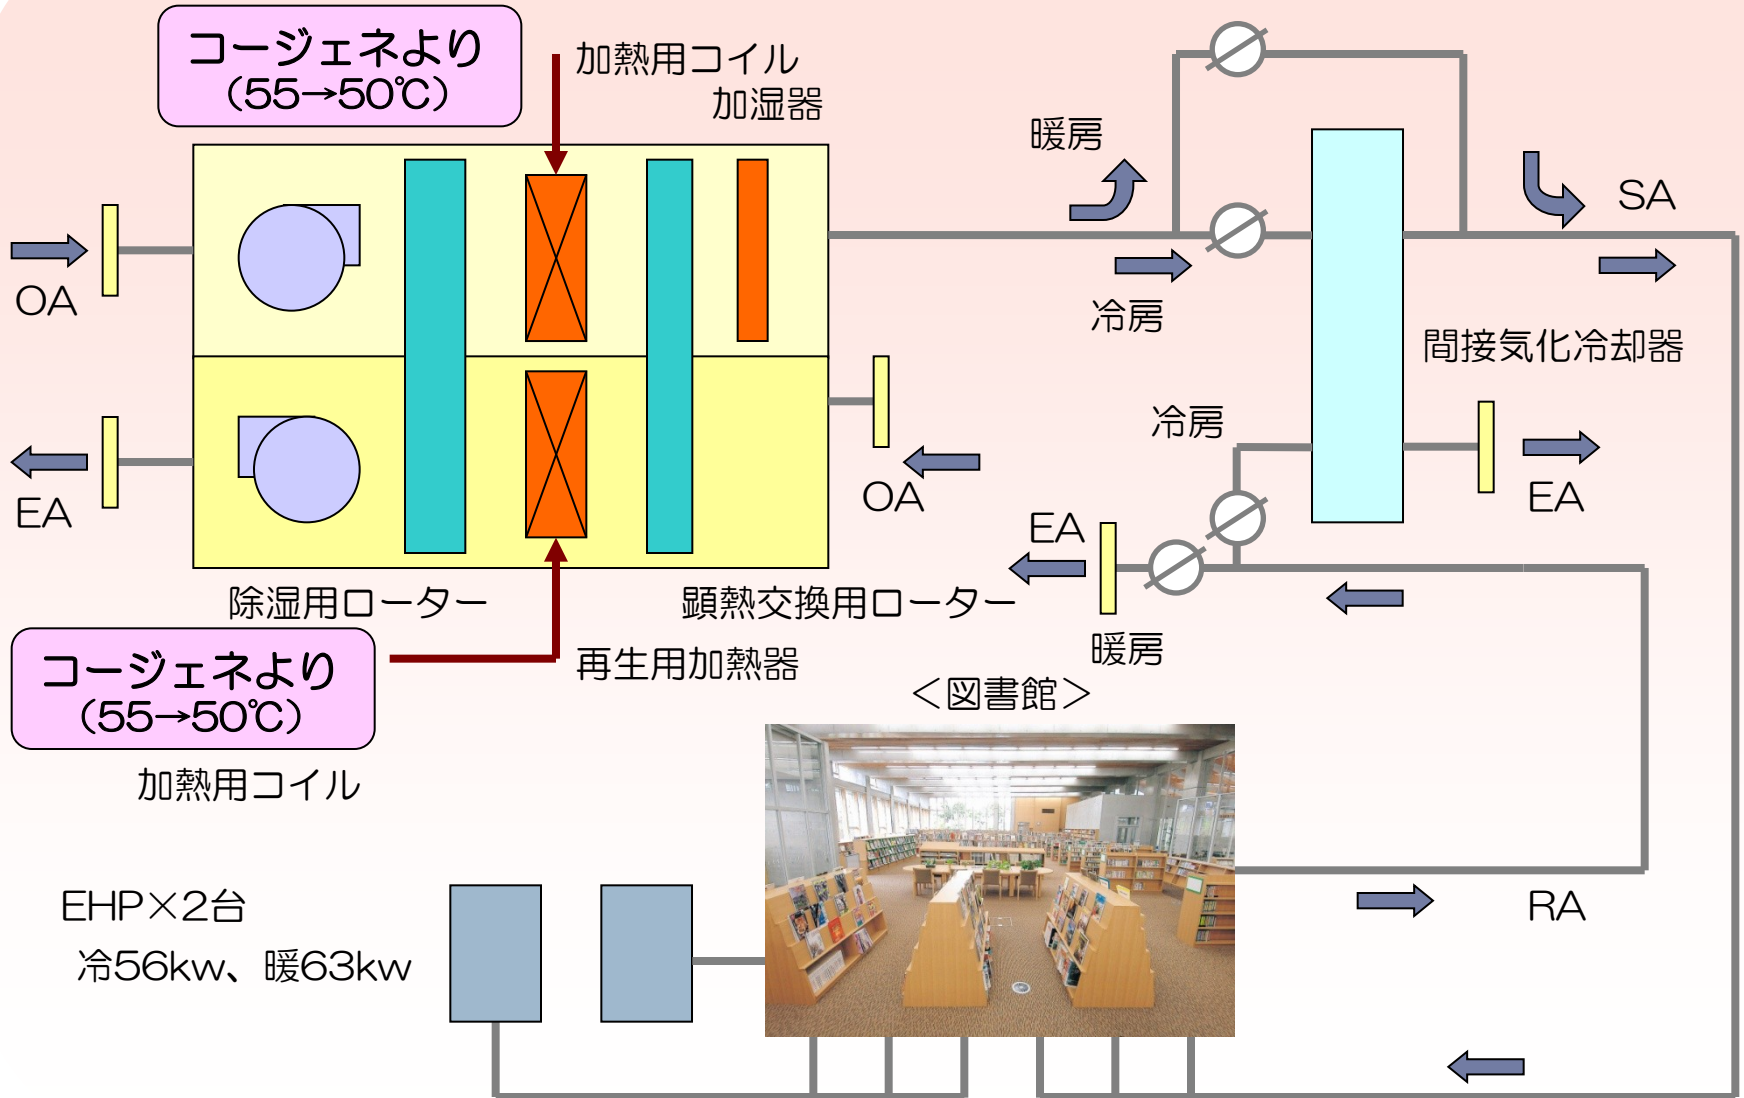 コージェネより
（55→50℃）
加熱用コイル
加湿器
暖房
SA
OA
冷房
間接気化冷却器
冷房
EA
OA
EA
EA
除湿用ローター
顕熱交換用ローター
暖房
コージェネより
（55→50℃）
再生用加熱器
＜図書館＞
加熱用コイル
EHP×2台
冷56kw、暖63kw
RA